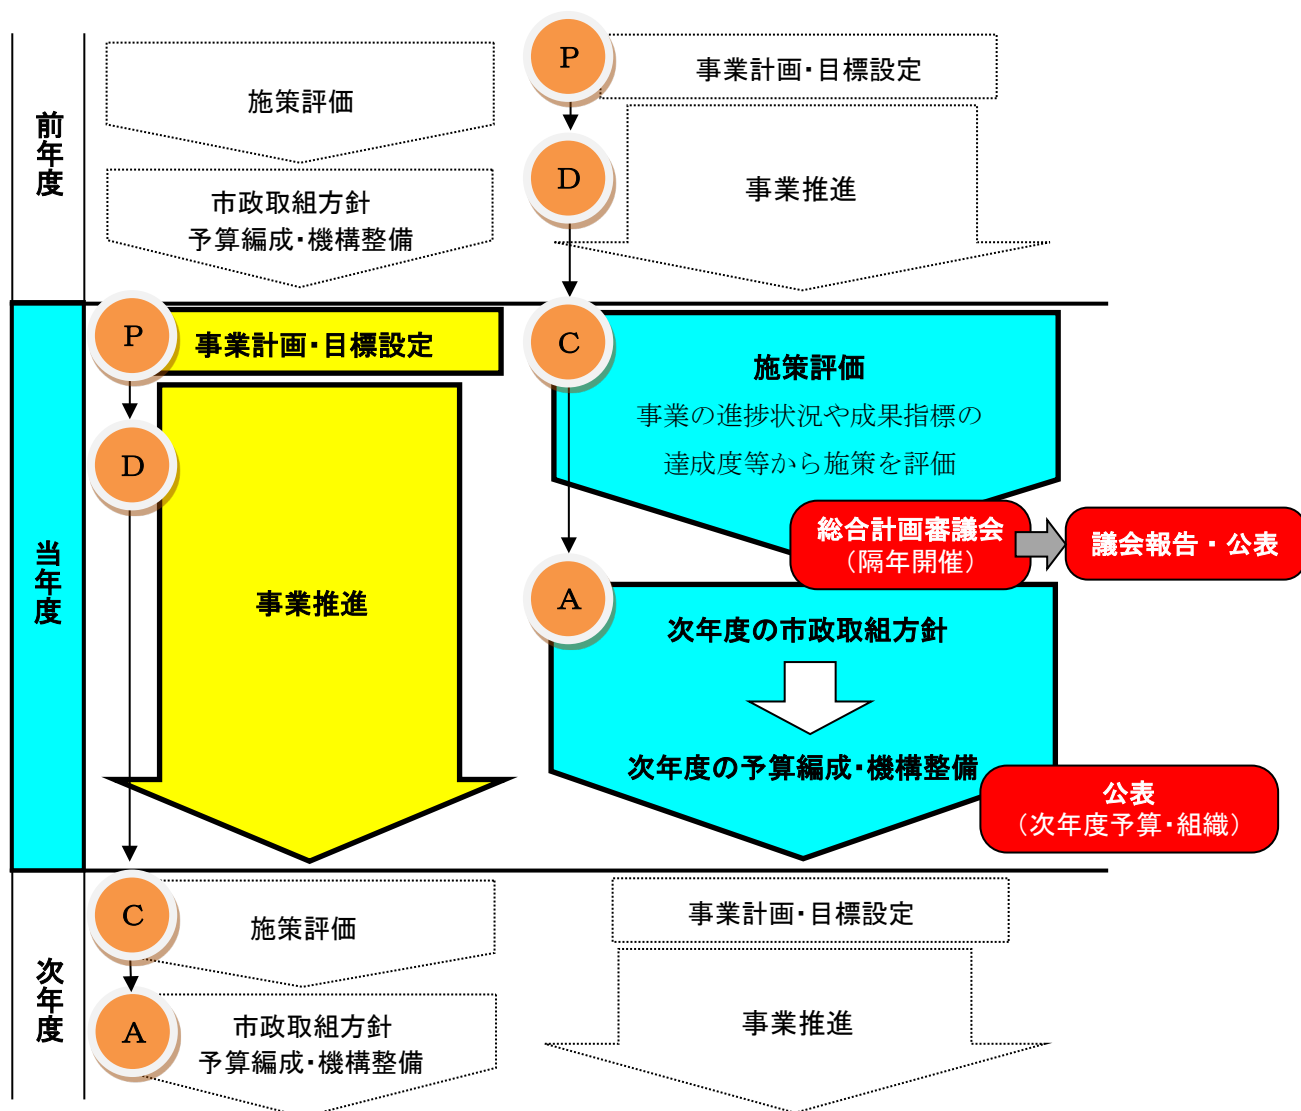 前年度
施策評価
市政取組方針
予算編成・機構整備
P
事業計画・目標設定
D
事業推進
当年度
P
事業計画・目標設定
D
事業推進
C
施策評価
事業の進捗状況や成果指標の
達成度等から施策を評価
総合計画審議会
（隔年開催）
議会報告・公表
A
次年度の市政取組方針
次年度の予算編成・機構整備
公表
（次年度予算・組織）
次年度
C
施策評価
A
市政取組方針
予算編成・機構整備
事業計画・目標設定
事業推進